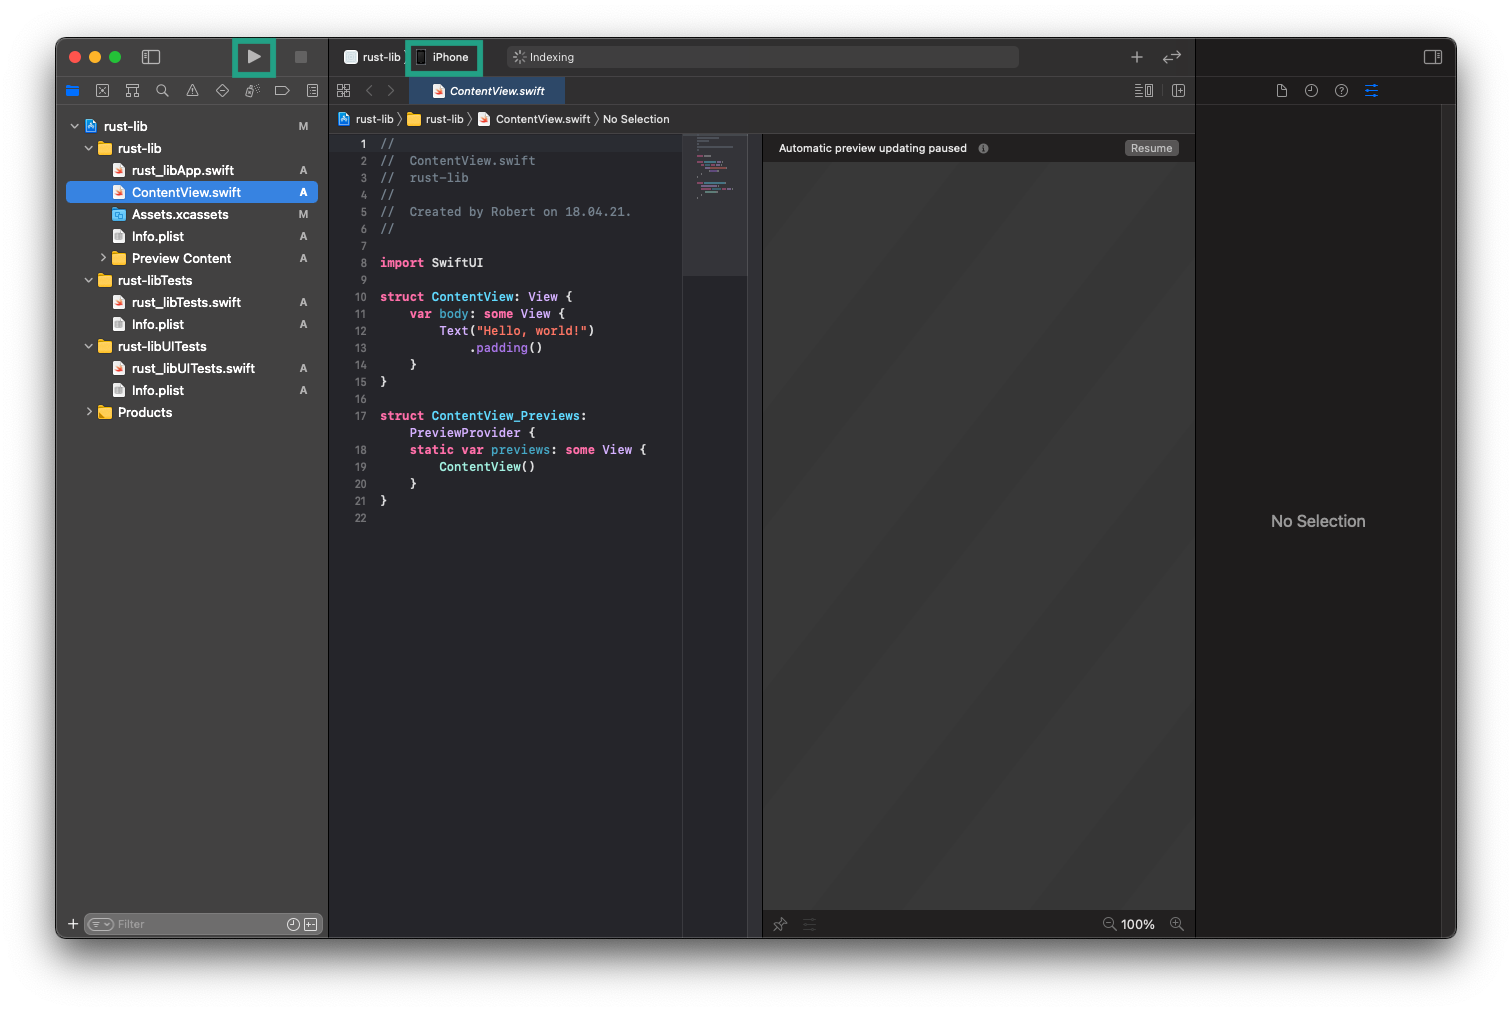 rust-lib
iPhone
Indexing
ContentView.swift
rust-lib
rust-lib
ContentView.swift
No Selection
rust-lib M
rust-lib
rust_libApp.swift A
ContentView.swift A
Assets.xcassets M
Info.plist A
Preview Content A
rust-libTests
rust_libTests.swift A
Info.plist A
rust-libUITests
rust_libUITests.swift A
Info.plist A
Products
Filter
1 //
2 //  ContentView.swift
3 //  rust-lib
4 //
5 //  Created by Robert on 18.04.21.
6 //
7
8 import SwiftUI
9
10 struct ContentView: View {
11     var body: some View {
12         Text("Hello, world!")
13             .padding()
14     }
15 }
16
17 struct ContentView_Previews:
PreviewProvider {
18     static var previews: some View {
19         ContentView()
20     }
21 }
22
Automatic preview updating paused
Resume
100%
No Selection